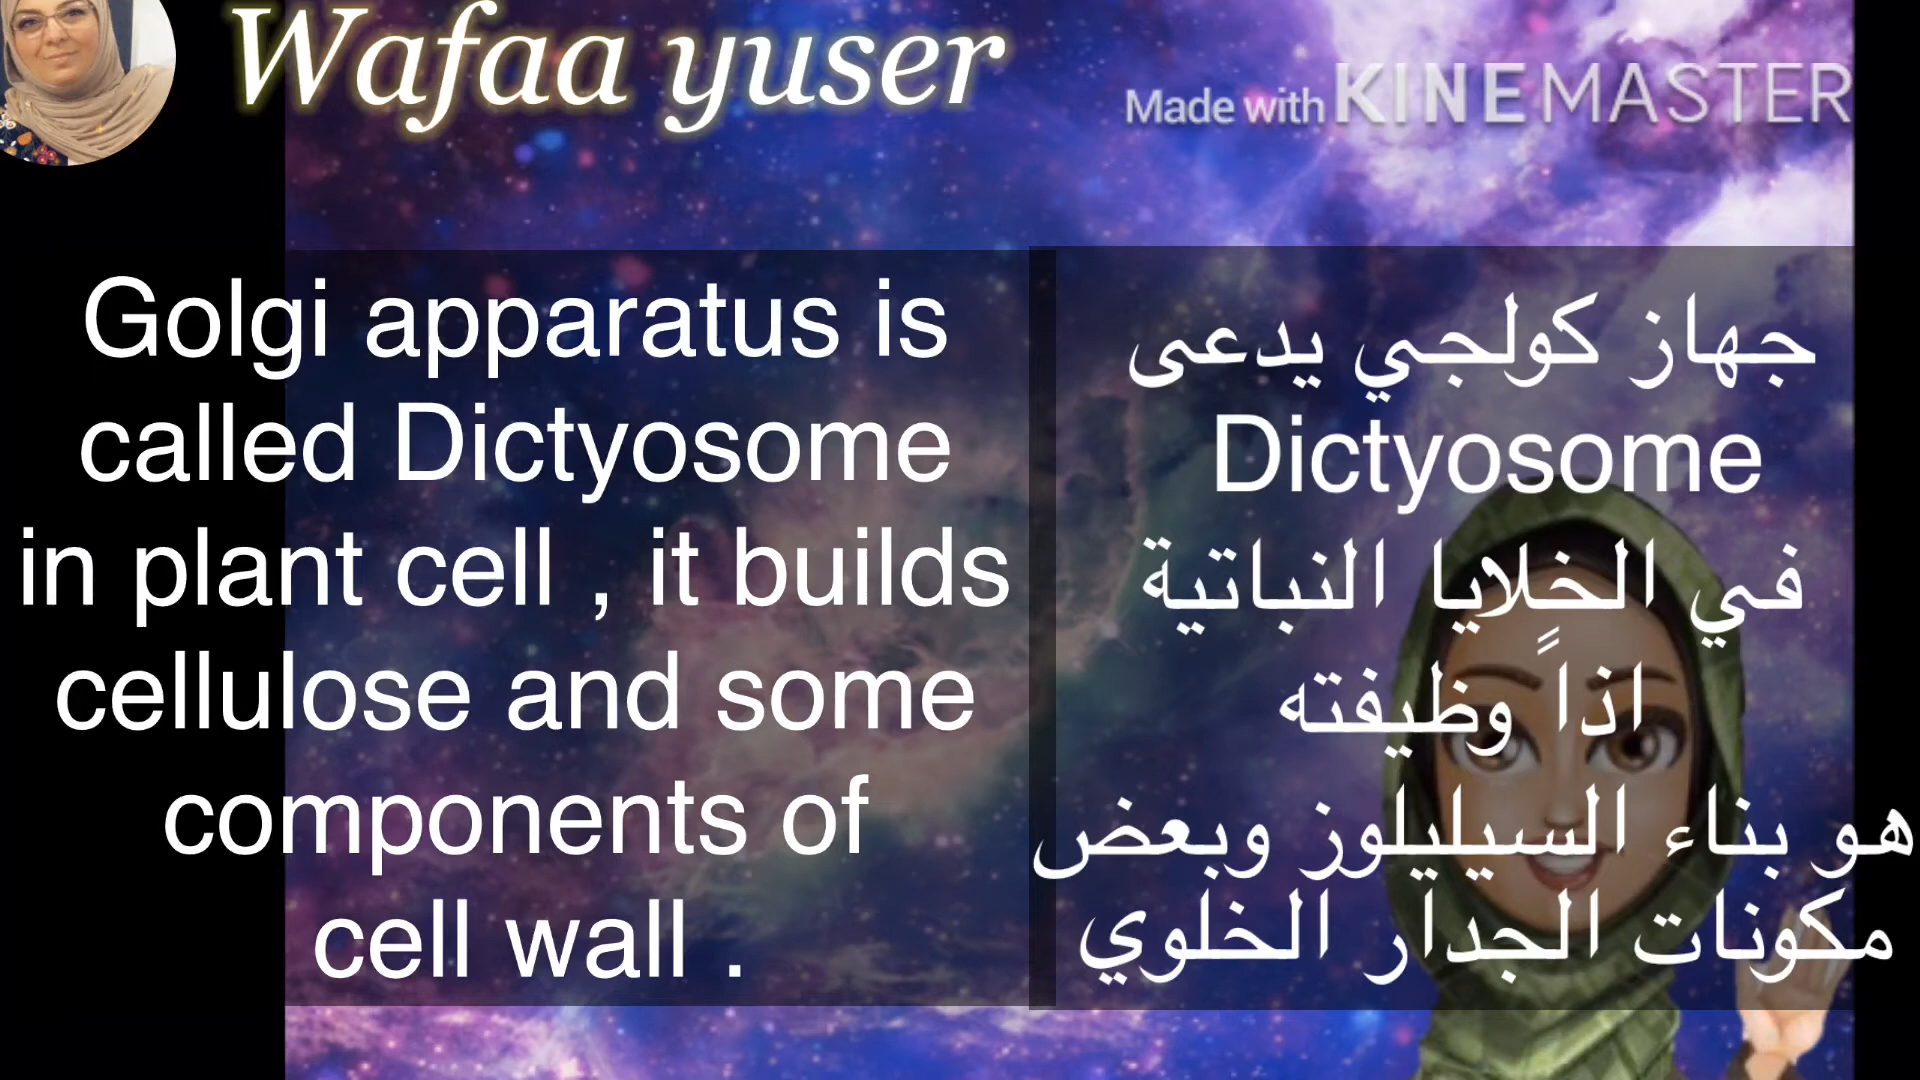 Wafaa yuser
Made with KINEMASTER
Golgi apparatus is
called Dictyosome
in plant cell , it builds
cellulose and some
components of
cell wall .
جهاز كولجي يدعى
Dictyosome
في الخلايا النباتية
اذاً وظيفته
هو بناء السيليلوز وبعض
مكونات الجدار الخلوي